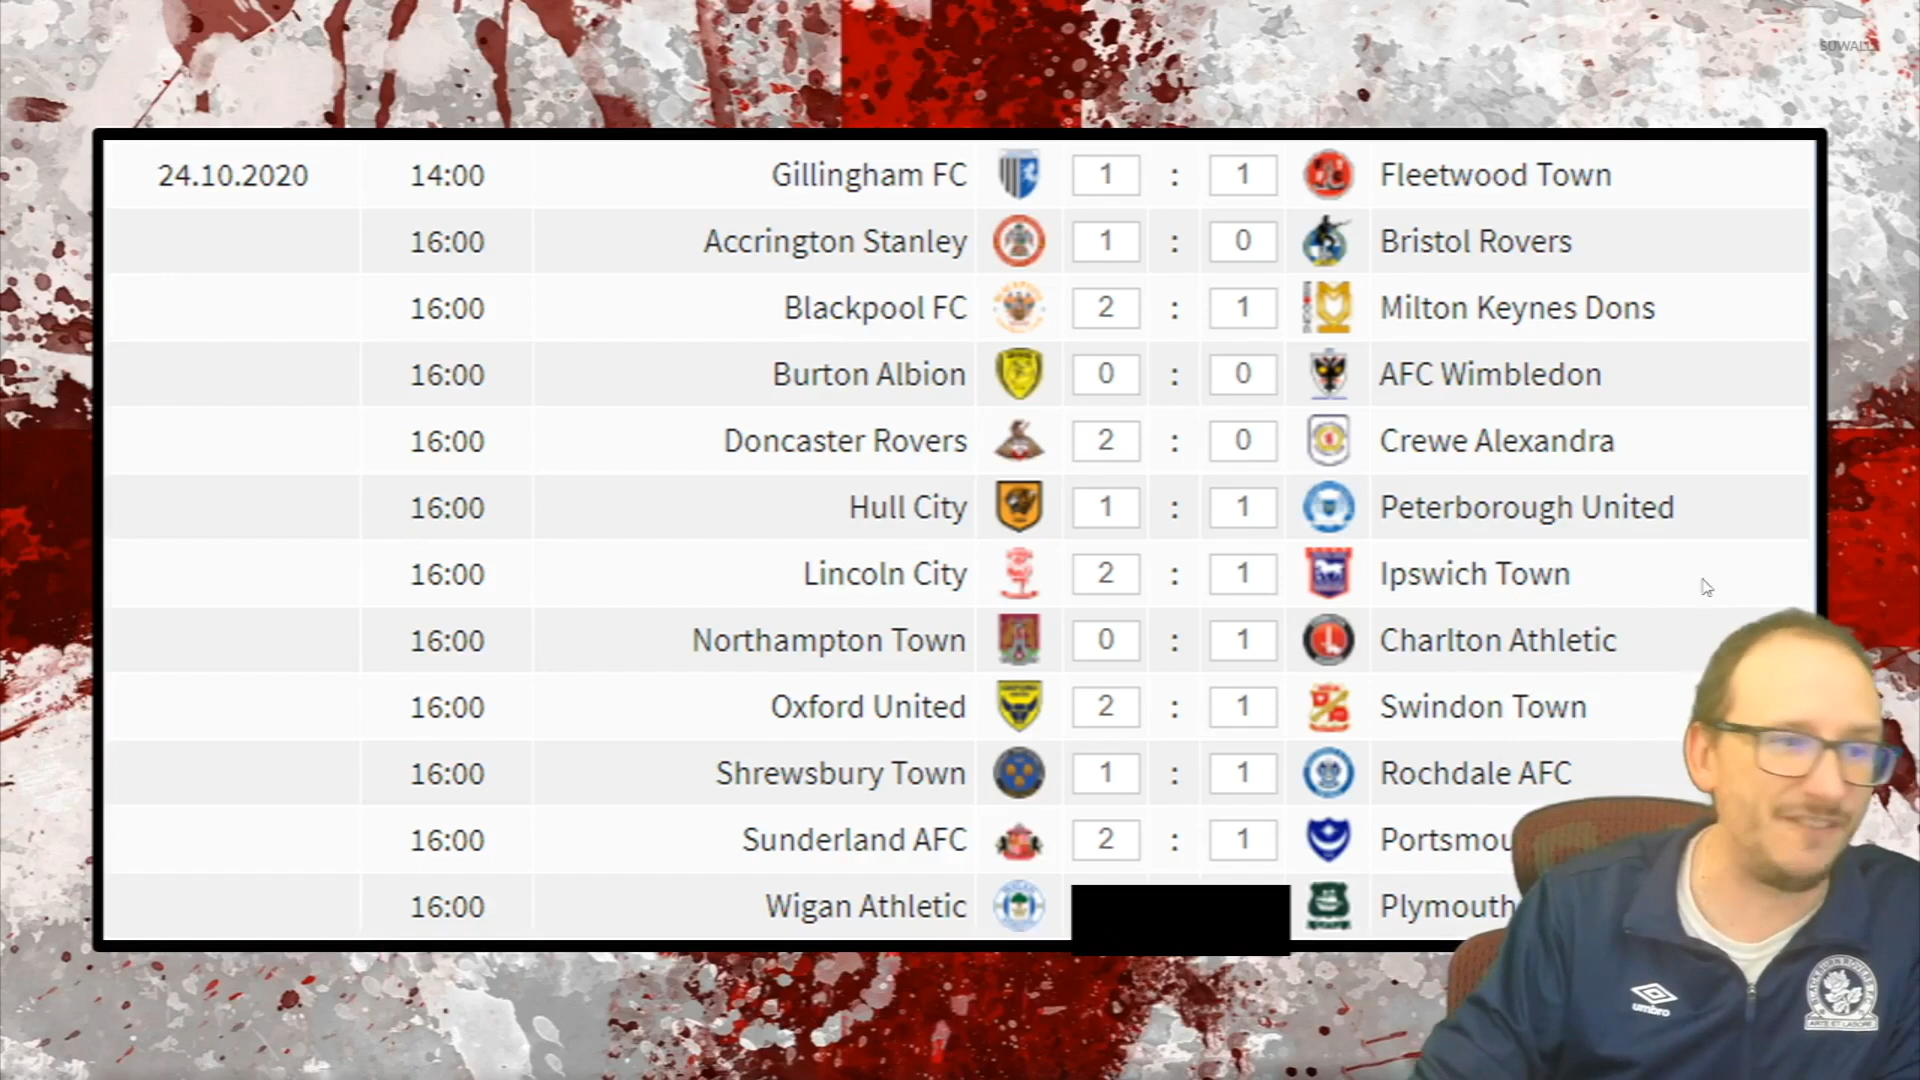 SUWALLS
24.10.2020 14:00 Gillingham FC 1 : 1 Fleetwood Town
16:00 Accrington Stanley 1 : 0 Bristol Rovers
16:00 Blackpool FC 2 : 1 Milton Keynes Dons
16:00 Burton Albion 0 : 0 AFC Wimbledon
16:00 Doncaster Rovers 2 : 0 Crewe Alexandra
16:00 Hull City 1 : 1 Peterborough United
16:00 Lincoln City 2 : 1 Ipswich Town
16:00 Northampton Town 0 : 1 Charlton Athletic
16:00 Oxford United 2 : 1 Swindon Town
16:00 Shrewsbury Town 1 : 1 Rochdale AFC
16:00 Sunderland AFC 2 : 1 Portsmou
16:00 Wigan Athletic Plymouth
umbro
ARTE ET LABORE